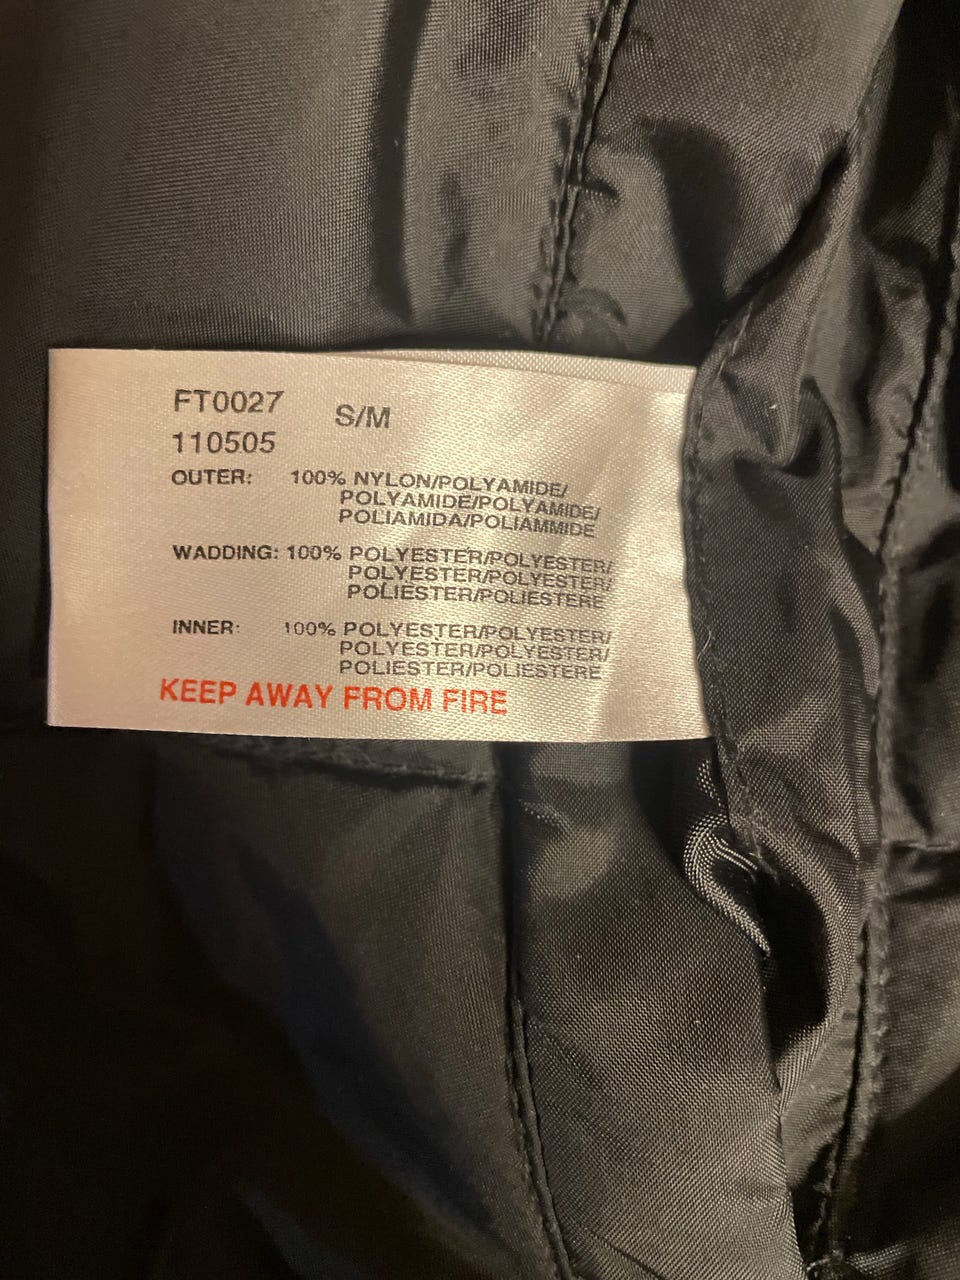 FT0027 S/M
110505
OUTER: 100% NYLON/POLYAMIDE/
POLYAMIDE/POLYAMIDE/
POLIAMIDA/POLIAMMIDE
WADDING: 100% POLYESTER/POLYESTER/
POLYESTER/POLYESTER/
POLIÉSTER/POLIESTERE
INNER: 100% POLYESTER/POLYESTER/
POLYESTER/POLYESTER/
POLIESTER/POLIESTERE
KEEP AWAY FROM FIRE